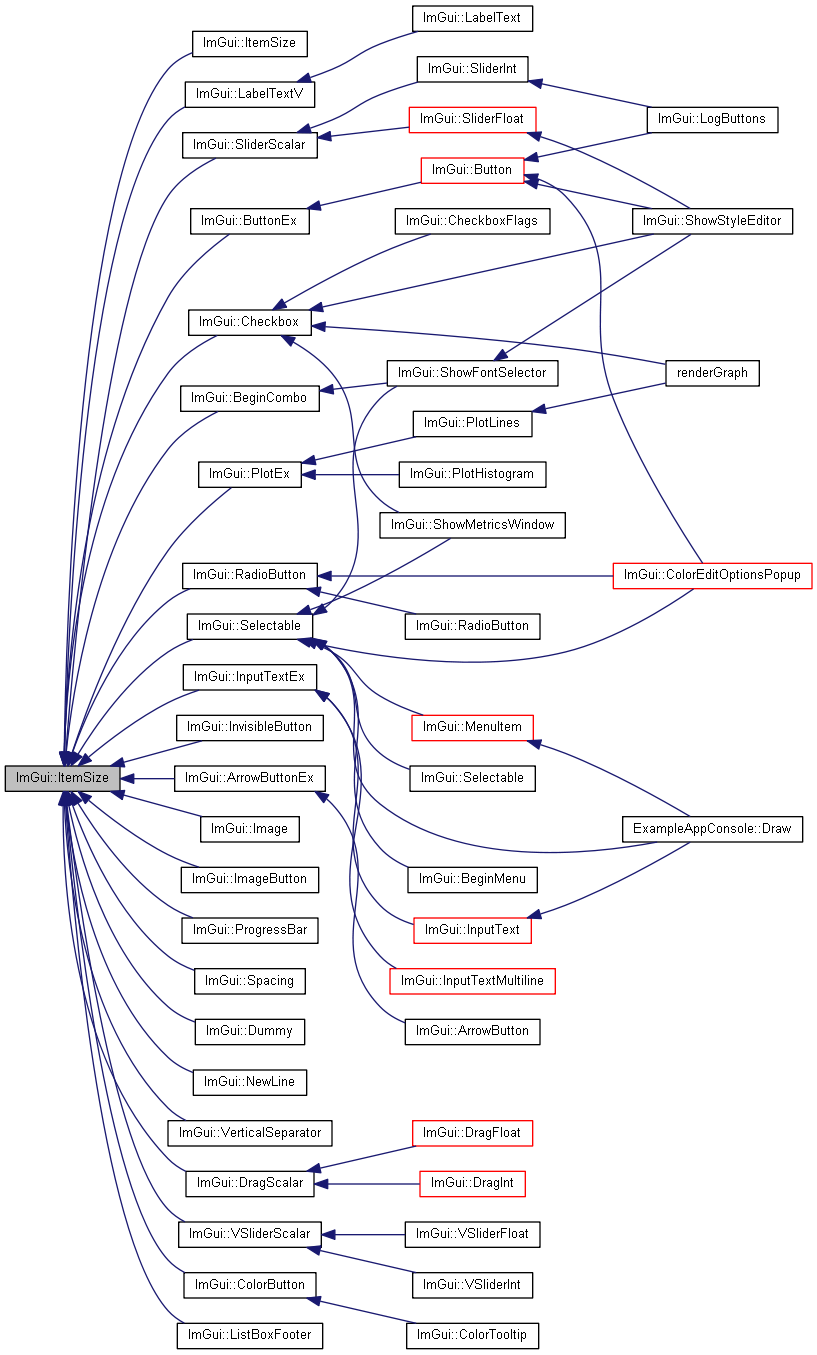 ImGui::LabelText
ImGui::ItemSize
ImGui::SliderInt
ImGui::LabelTextV
ImGui::SliderFloat
ImGui::LogButtons
ImGui::SliderScalar
ImGui::Button
ImGui::ButtonEx
ImGui::CheckboxFlags
ImGui::ShowStyleEditor
ImGui::Checkbox
ImGui::ShowFontSelector
renderGraph
ImGui::BeginCombo
ImGui::PlotLines
ImGui::PlotEx
ImGui::PlotHistogram
ImGui::ShowMetricsWindow
ImGui::RadioButton
ImGui::ColorEditOptionsPopup
ImGui::Selectable
ImGui::RadioButton
ImGui::InputTextEx
ImGui::InvisibleButton
ImGui::MenuItem
ImGui::ItemSize
ImGui::ArrowButtonEx
ImGui::Selectable
ImGui::Image
ExampleAppConsole::Draw
ImGui::ImageButton
ImGui::BeginMenu
ImGui::ProgressBar
ImGui::InputText
ImGui::Spacing
ImGui::InputTextMultiline
ImGui::Dummy
ImGui::ArrowButton
ImGui::NewLine
ImGui::VerticalSeparator
ImGui::DragFloat
ImGui::DragScalar
ImGui::DragInt
ImGui::VSliderScalar
ImGui::VSliderFloat
ImGui::ColorButton
ImGui::VSliderInt
ImGui::ListBoxFooter
ImGui::ColorTooltip